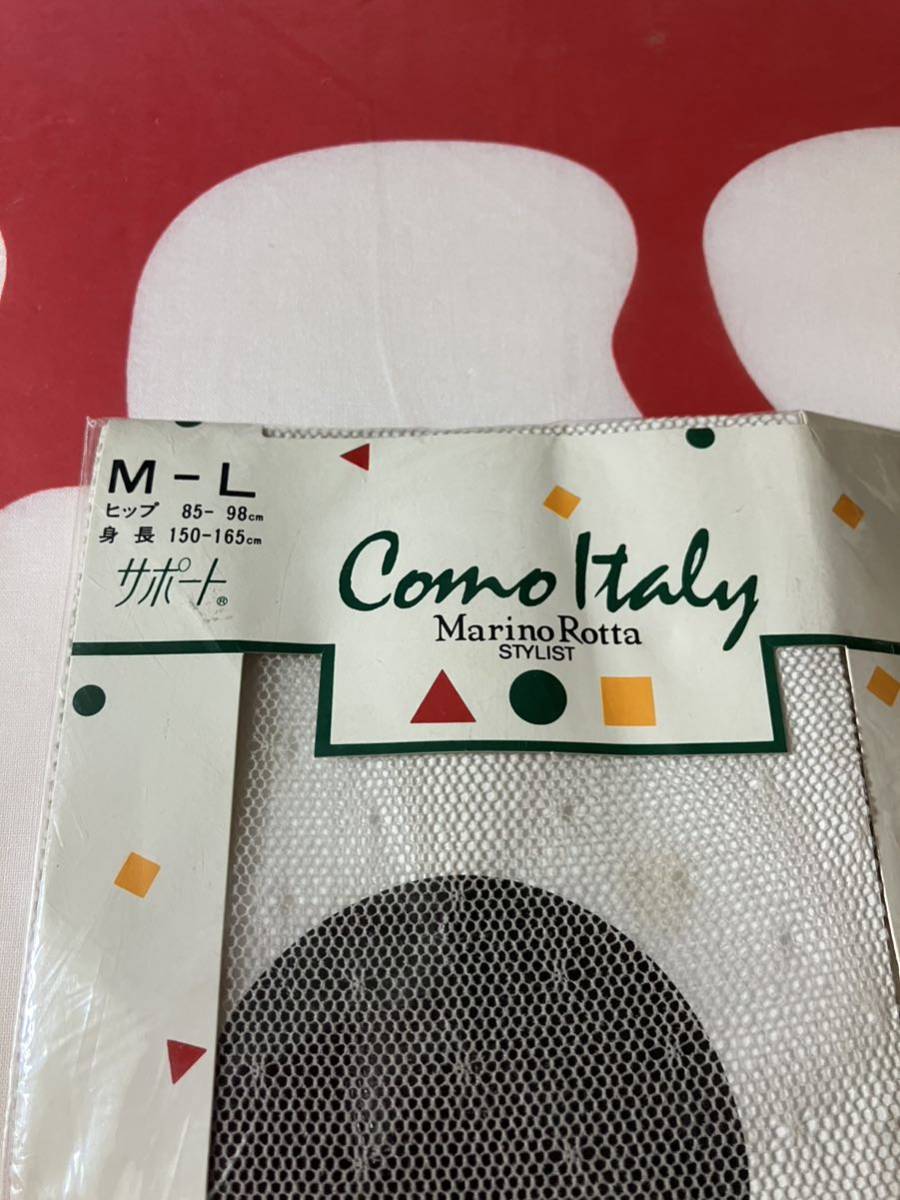 M - L
ヒップ 85- 98cm
身長 150-165cm
サポート®
Como Italy
Marino Rotta
STYLIST